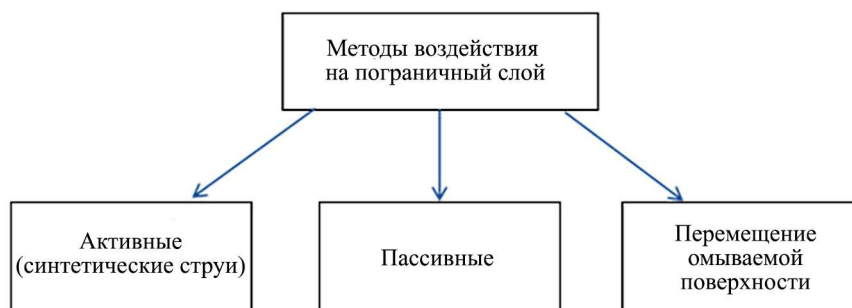 Методы воздействия
на пограничный слой
Активные
(синтетические струи)
Пассивные
Перемещение
омываемой
поверхности